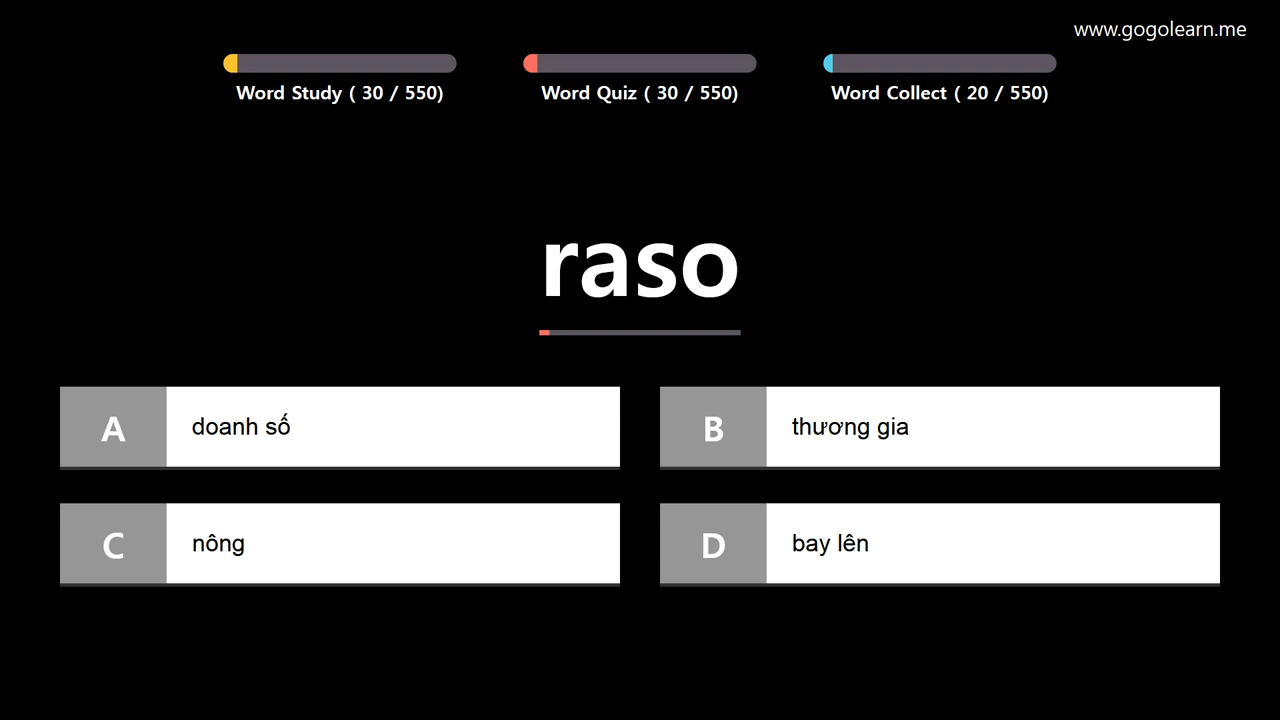 www.gogolearn.me
Word Study ( 30 / 550)
Word Quiz ( 30 / 550)
Word Collect ( 20 / 550)
raso
A
doanh số
B
thương gia
C
nông
D
bay lên